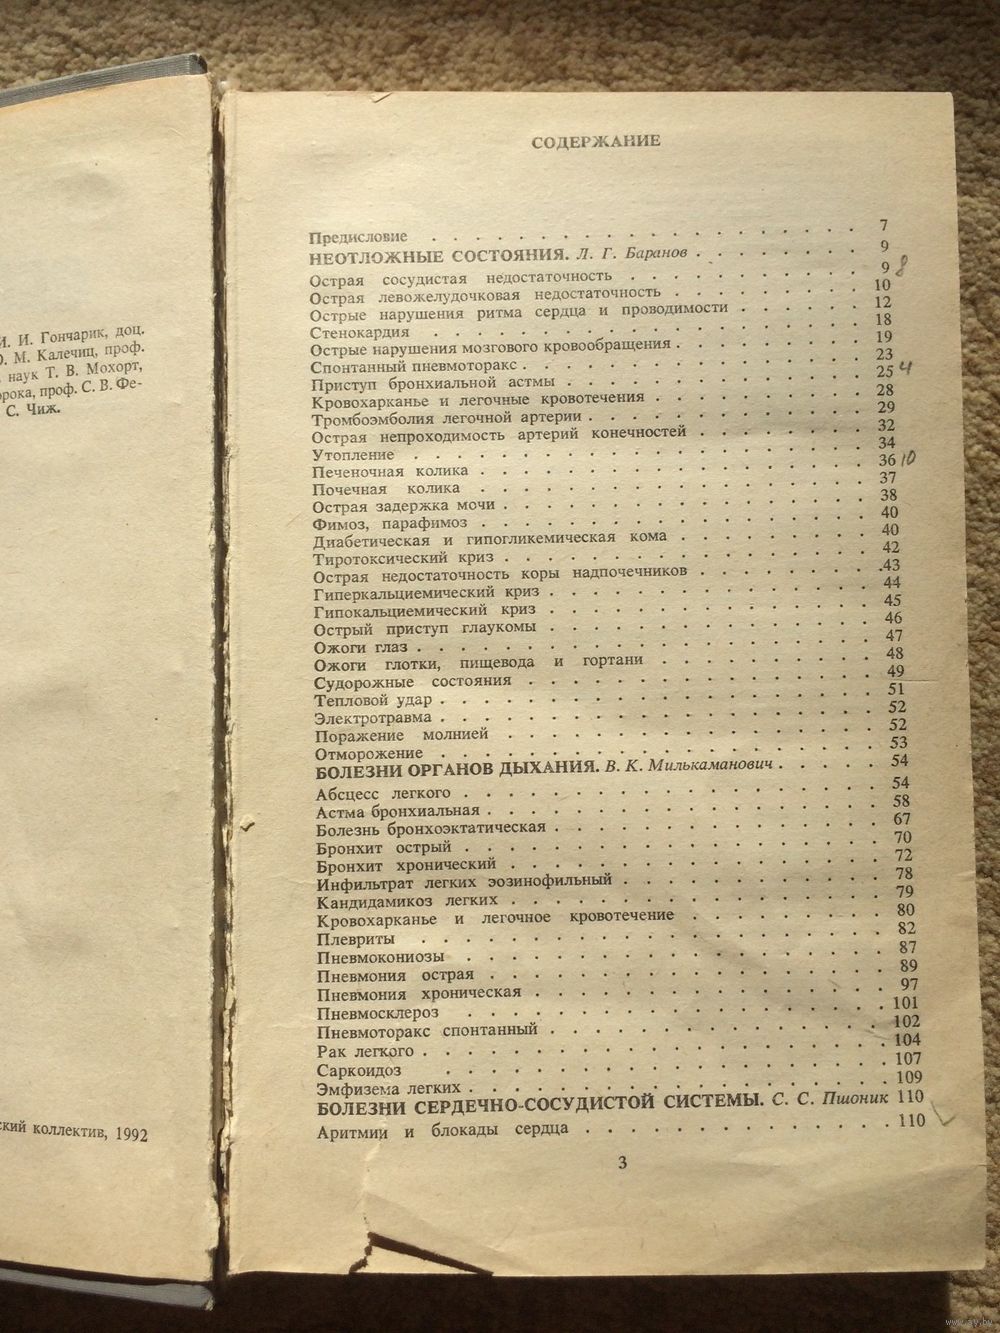 И. И. Гончарик, доц.
Ю. М. Калечиц, проф.
наук Т. В. Мохорт,
орока, проф. С. В. Фе-
С. Чиж.
ский коллектив, 1992
СОДЕРЖАНИЕ
Предисловие . . . . . . . . . . 7
НЕОТЛОЖНЫЕ СОСТОЯНИЯ. Л. Г. Баранов . . . . . . . 9
Острая сосудистая недостаточность . . . . . . . . 9 8
Острая левожелудочковая недостаточность . . . . . . . . 10
Острые нарушения ритма сердца и проводимости . . . . . . 12
Стенокардия . . . . . . . . . . 18
Острые нарушения мозгового кровообращения . . . . . . . . 19
Спонтанный пневмоторакс . . . . . . . . . . 23
Приступ бронхиальной астмы . . . . . . . . . . 25 4
Кровохарканье и легочные кровотечения . . . . . . . . 28
Тромбоэмболия легочной артерии . . . . . . . . . . 29
Острая непроходимость артерий конечностей . . . . . . . 32
Утопление . . . . . . . . . . 34
Печеночная колика . . . . . . . . . . 36 10
Почечная колика . . . . . . . . . . 37
Острая задержка мочи . . . . . . . . . . 38
Фимоз, парафимоз . . . . . . . . . . 40
Диабетическая и гипогликемическая кома . . . . . . . . 40
Тиротоксический криз . . . . . . . . . . 42
Острая недостаточность коры надпочечников . . . . . . . 43
Гиперкальциемический криз . . . . . . . . . . 44
Гипокальциемический криз . . . . . . . . . . 45
Острый приступ глаукомы . . . . . . . . . . 46
Ожоги глаз . . . . . . . . . . 47
Ожоги глотки, пищевода и гортани . . . . . . . . 48
Судорожные состояния . . . . . . . . . . 49
Тепловой удар . . . . . . . . . . 51
Электротравма . . . . . . . . . . 52
Поражение молнией . . . . . . . . . . 52
Отморожение . . . . . . . . . . 53
БОЛЕЗНИ ОРГАНОВ ДЫХАНИЯ. В. К. Милькаманович . . . . . 54
Абсцесс легкого . . . . . . . . . . 54
Астма бронхиальная . . . . . . . . . . 58
Болезнь бронхоэктатическая . . . . . . . . . . 67
Бронхит острый . . . . . . . . . . 70
Бронхит хронический . . . . . . . . . . 72
Инфильтрат легких эозинофильный . . . . . . . . . . 78
Кандидамикоз легких . . . . . . . . . . 79
Кровохарканье и легочное кровотечение . . . . . . . . 80
Плевриты . . . . . . . . . . 82
Пневмокониозы . . . . . . . . . . 87
Пневмония острая . . . . . . . . . . 89
Пневмония хроническая . . . . . . . . . . 97
Пневмосклероз . . . . . . . . . . 101
Пневмоторакс спонтанный . . . . . . . . . . 102
Рак легкого . . . . . . . . . . 104
Саркоидоз . . . . . . . . . . 107
Эмфизема легких . . . . . . . . . . 109
БОЛЕЗНИ СЕРДЕЧНО-СОСУДИСТОЙ СИСТЕМЫ. С. С. Пшоник 110
Аритмии и блокады сердца . . . . . . . . . . 110
3
www.ay.by